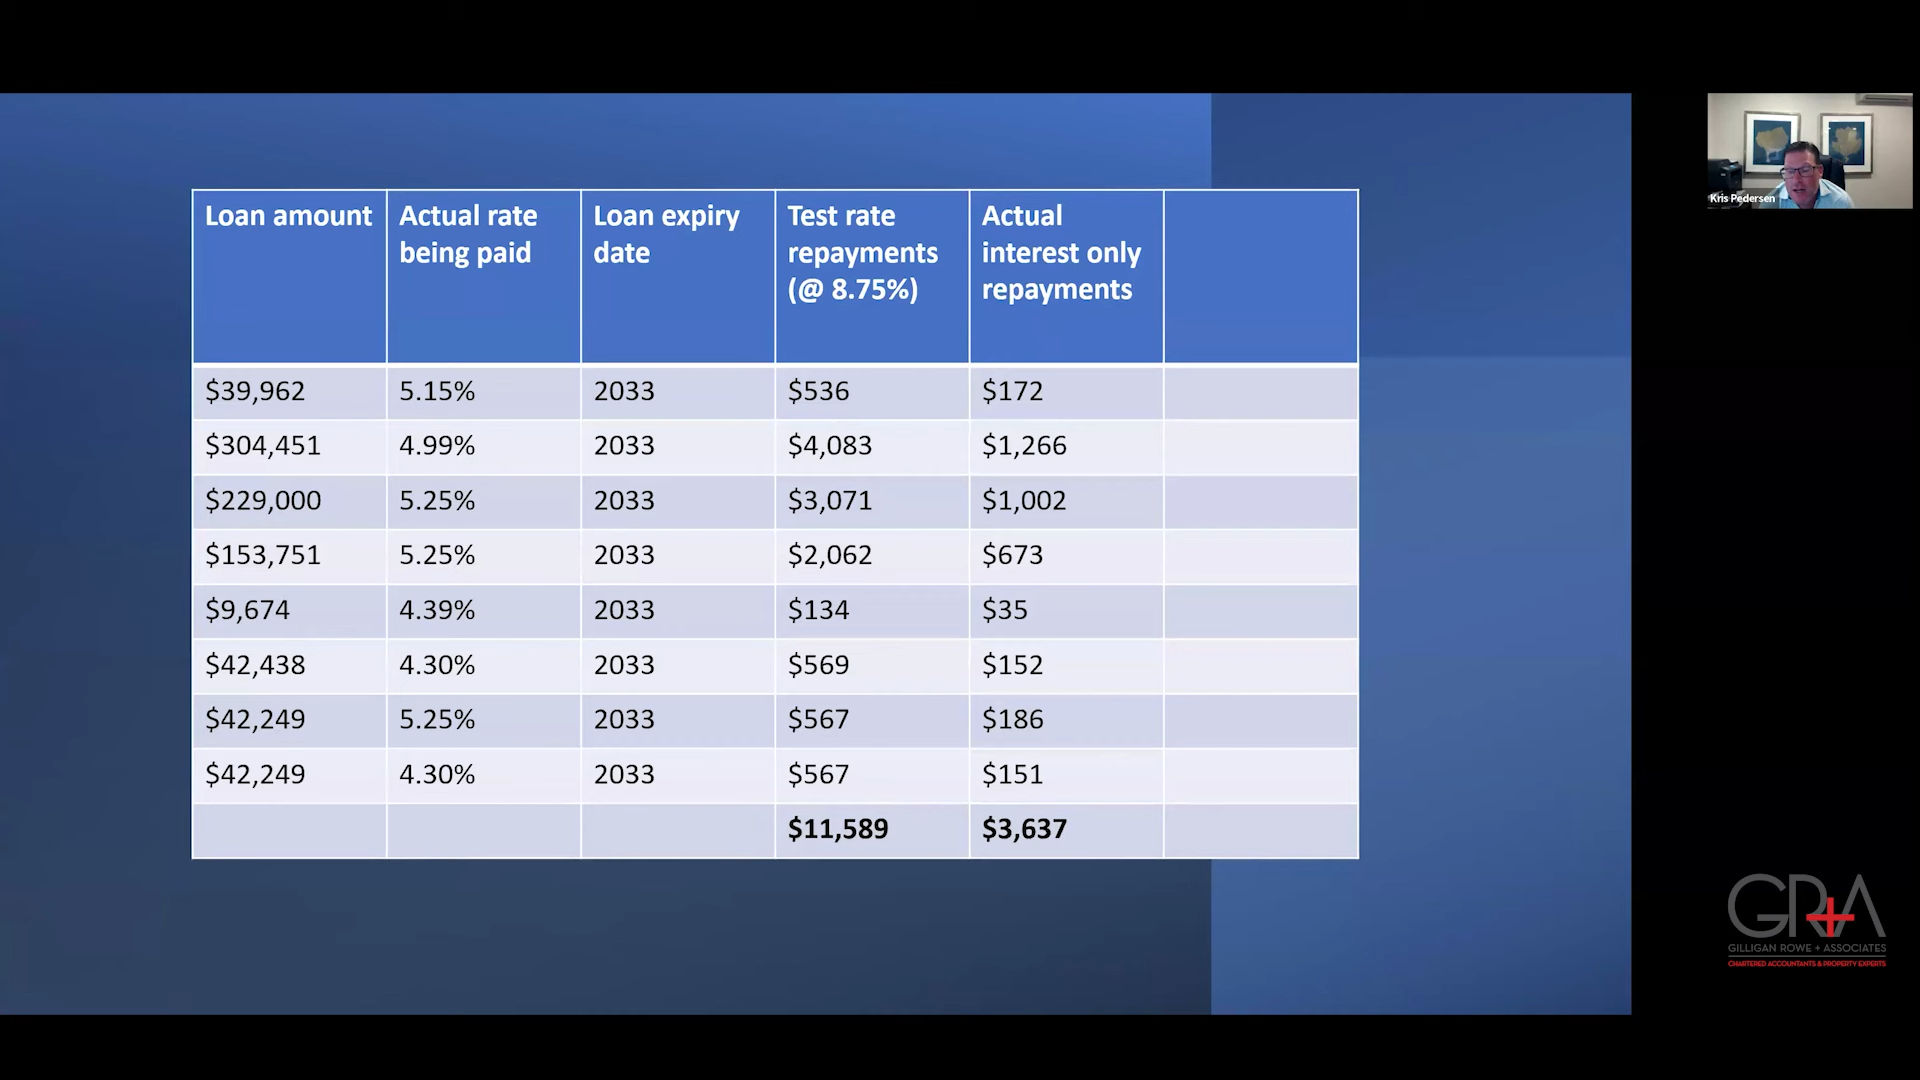 Loan amount
Actual rate being paid
Loan expiry date
Test rate repayments (@ 8.75%)
Actual interest only repayments
$39,962 5.15% 2033 $536 $172
$304,451 4.99% 2033 $4,083 $1,266
$229,000 5.25% 2033 $3,071 $1,002
$153,751 5.25% 2033 $2,062 $673
$9,674 4.39% 2033 $134 $35
$42,438 4.30% 2033 $569 $152
$42,249 5.25% 2033 $567 $186
$42,249 4.30% 2033 $567 $151
$11,589 $3,637
Kris Pedersen
GRA
GILLIGAN ROWE + ASSOCIATES
CHARTERED ACCOUNTANTS & PROPERTY EXPERTS